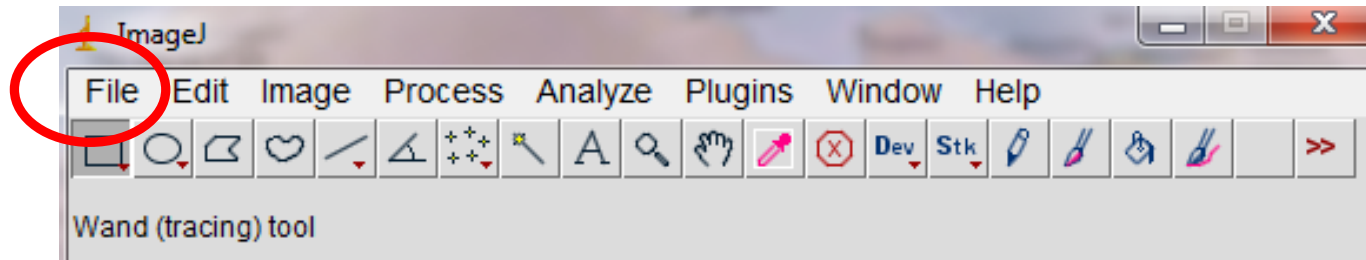 ImageJ
File Edit Image Process Analyze Plugins Window Help
A Dev Stk >>
Wand (tracing) tool